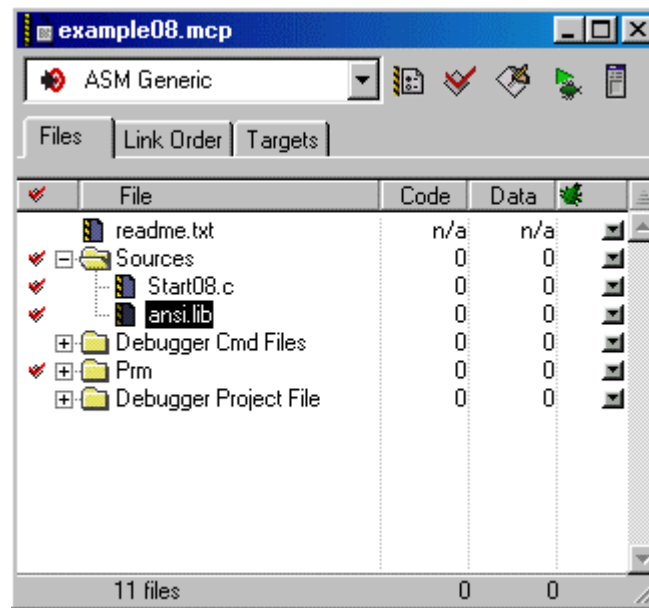 example08.mcp
ASM Generic
Files Link Order Targets
File Code Data
readme.txt n/a n/a
Sources 0 0
Start08.c 0 0
ansi.lib 0 0
Debugger Cmd Files 0 0
Prm 0 0
Debugger Project File 0 0
11 files 0 0